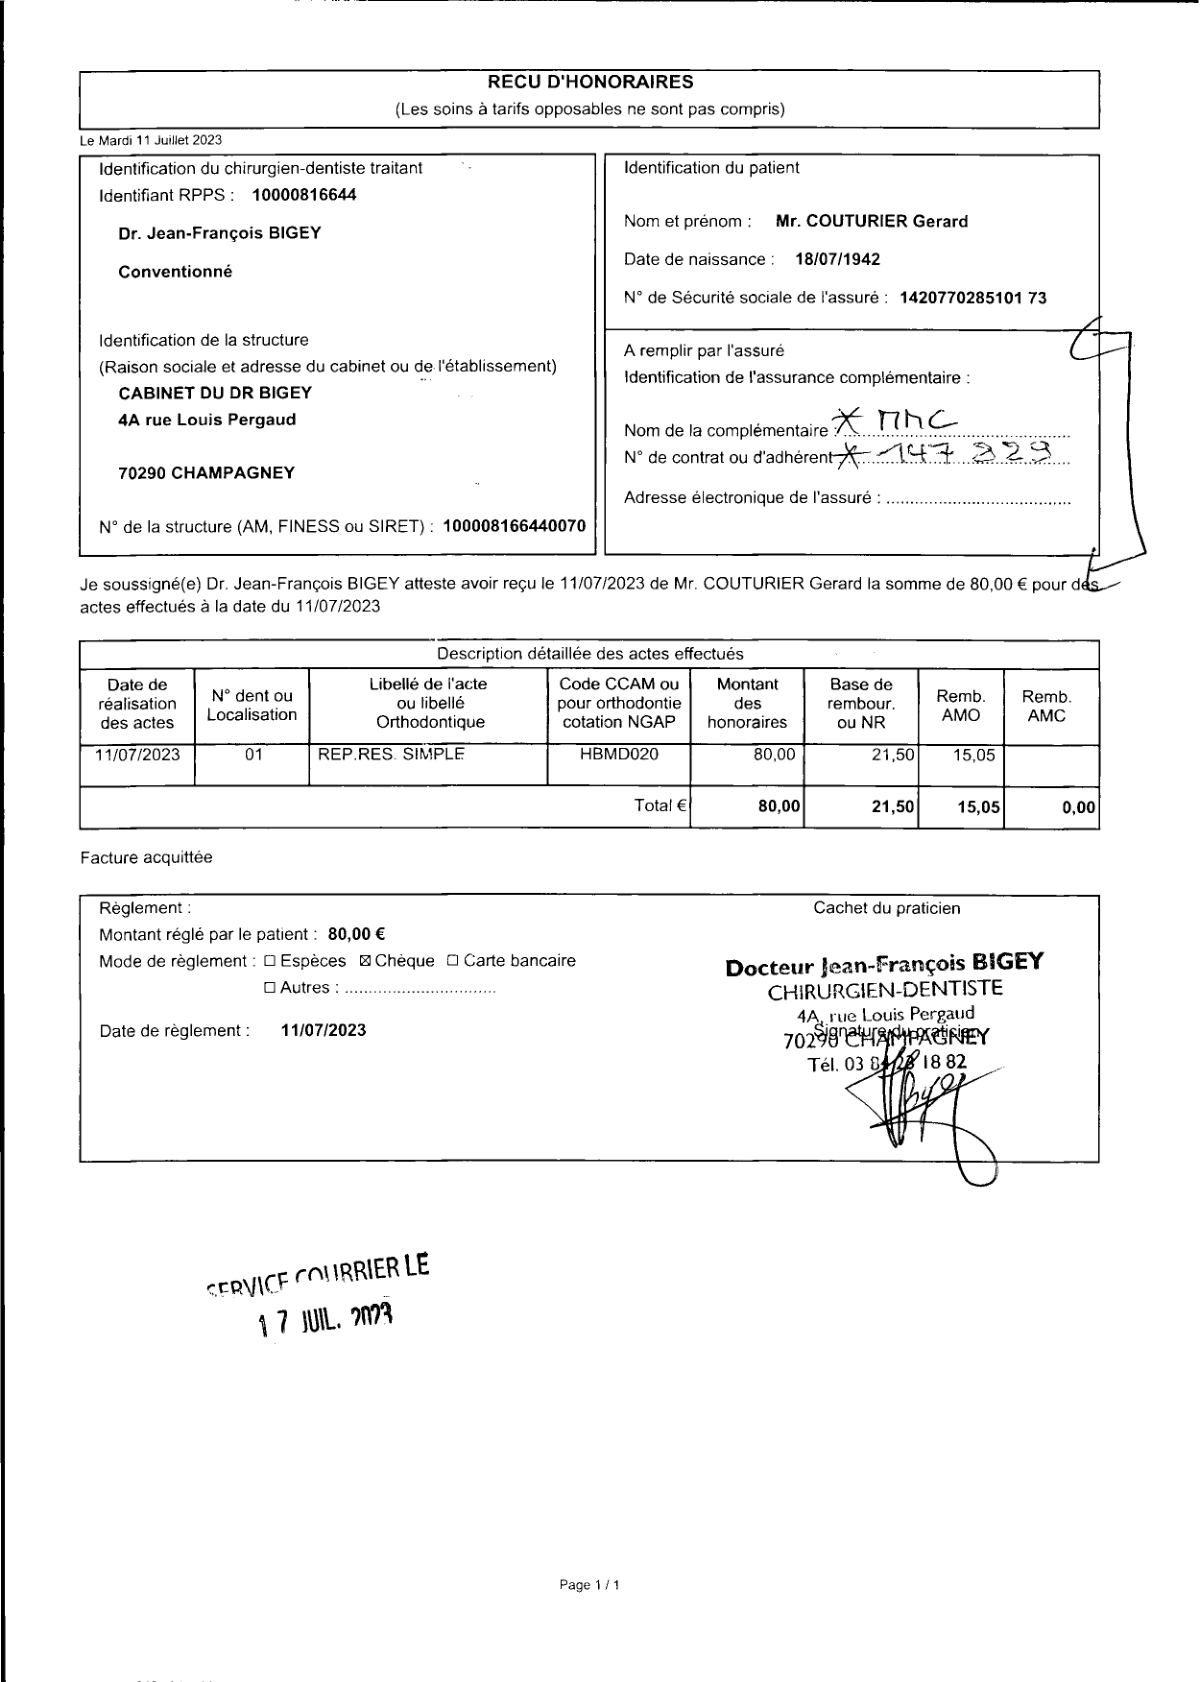 RECU D'HONORAIRES
(Les soins à tarifs opposables ne sont pas compris)
Le Mardi 11 Juillet 2023
Identification du chirurgien-dentiste traitant
Identifiant RPPS : 10000816644
Dr. Jean-François BIGEY
Conventionné
Identification de la structure
(Raison sociale et adresse du cabinet ou de l'établissement)
CABINET DU DR BIGEY
4A rue Louis Pergaud
70290 CHAMPAGNEY
N° de la structure (AM, FINESS ou SIRET) : 100008166440070
Identification du patient
Nom et prénom : Mr. COUTURIER Gerard
Date de naissance : 18/07/1942
N° de Sécurité sociale de l'assuré : 1420770285101 73
A remplir par l'assuré
Identification de l'assurance complémentaire :
Nom de la complémentaire : MMC
N° de contrat ou d'adhérent 147 929
Adresse électronique de l'assuré : ....................................
Je soussigné(e) Dr. Jean-François BIGEY atteste avoir reçu le 11/07/2023 de Mr. COUTURIER Gerard la somme de 80,00 € pour des
actes effectués à la date du 11/07/2023
Description détaillée des actes effectués
Date de réalisation des actes | N° dent ou Localisation | Libellé de l'acte ou libellé Orthodontique | Code CCAM ou pour orthodontie cotation NGAP | Montant des honoraires | Base de rembour. ou NR | Remb. AMO | Remb. AMC
11/07/2023 01 REP.RES. SIMPLE HBMD020 80,00 21,50 15,05
Total € 80,00 21,50 15,05 0,00
Facture acquittée
Règlement :
Montant réglé par le patient : 80,00 €
Mode de règlement : ☐ Espèces ☒ Chèque ☐ Carte bancaire
☐ Autres : ..............................
Date de règlement : 11/07/2023
Cachet du praticien
Docteur Jean-François BIGEY
CHIRURGIEN-DENTISTE
4A, rue Louis Pergaud
Signature du praticien
70290 CHAMPAGNEY
Tél. 03 84 23 18 82
SERVICE COURRIER LE
17 JUIL. 2023
Page 1 / 1